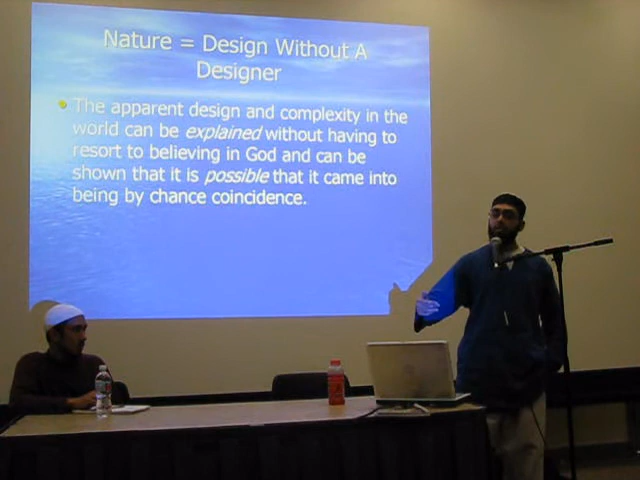 Nature = Design Without A
Designer
The apparent design and complexity in the
world can be explained without having to
resort to believing in God and can be
shown that it is possible that it came into
being by chance coincidence.